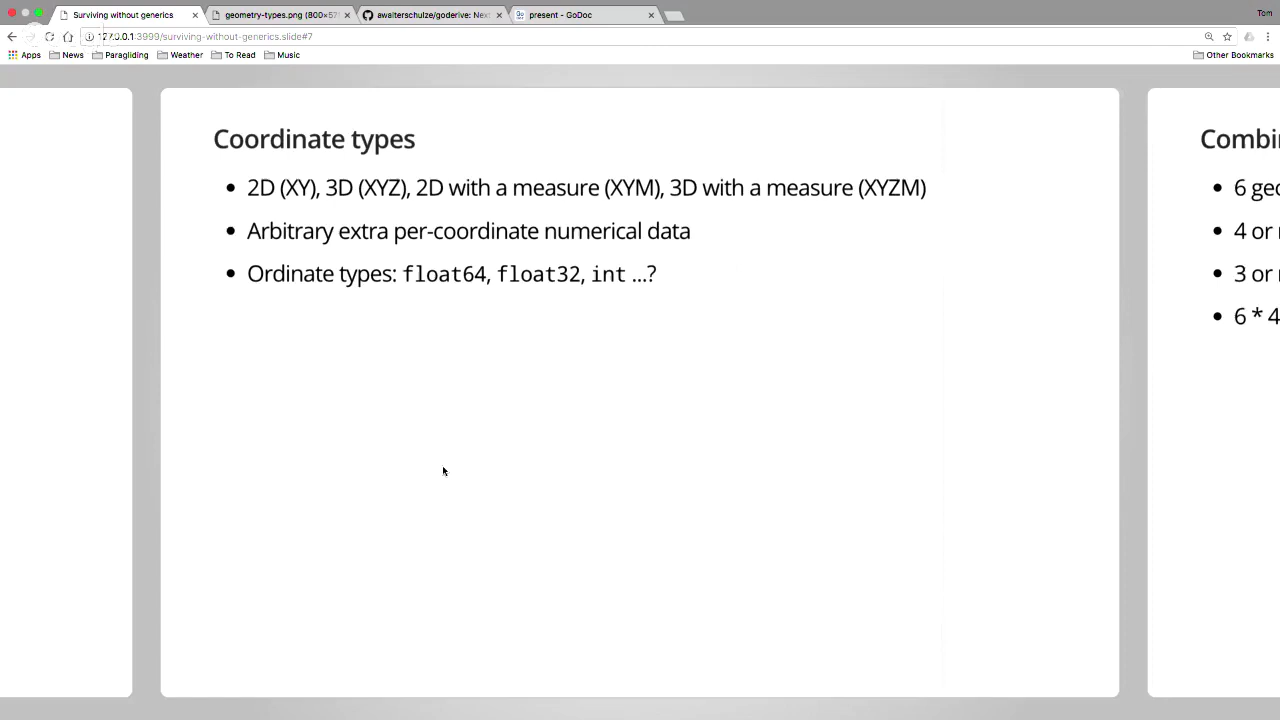 Surviving without generics
geometry-types.png (800×57
awalterschulze/goderive: Nex
present - GoDoc
Tom
127.0.0.1:3999/surviving-without-generics.slide#7
Apps
News
Paragliding
Weather
To Read
Music
Other Bookmarks
Coordinate types
2D (XY), 3D (XYZ), 2D with a measure (XYM), 3D with a measure (XYZM)
Arbitrary extra per-coordinate numerical data
Ordinate types: float64, float32, int ...?
Combi
6 geo
4 or
3 or
6 * 4